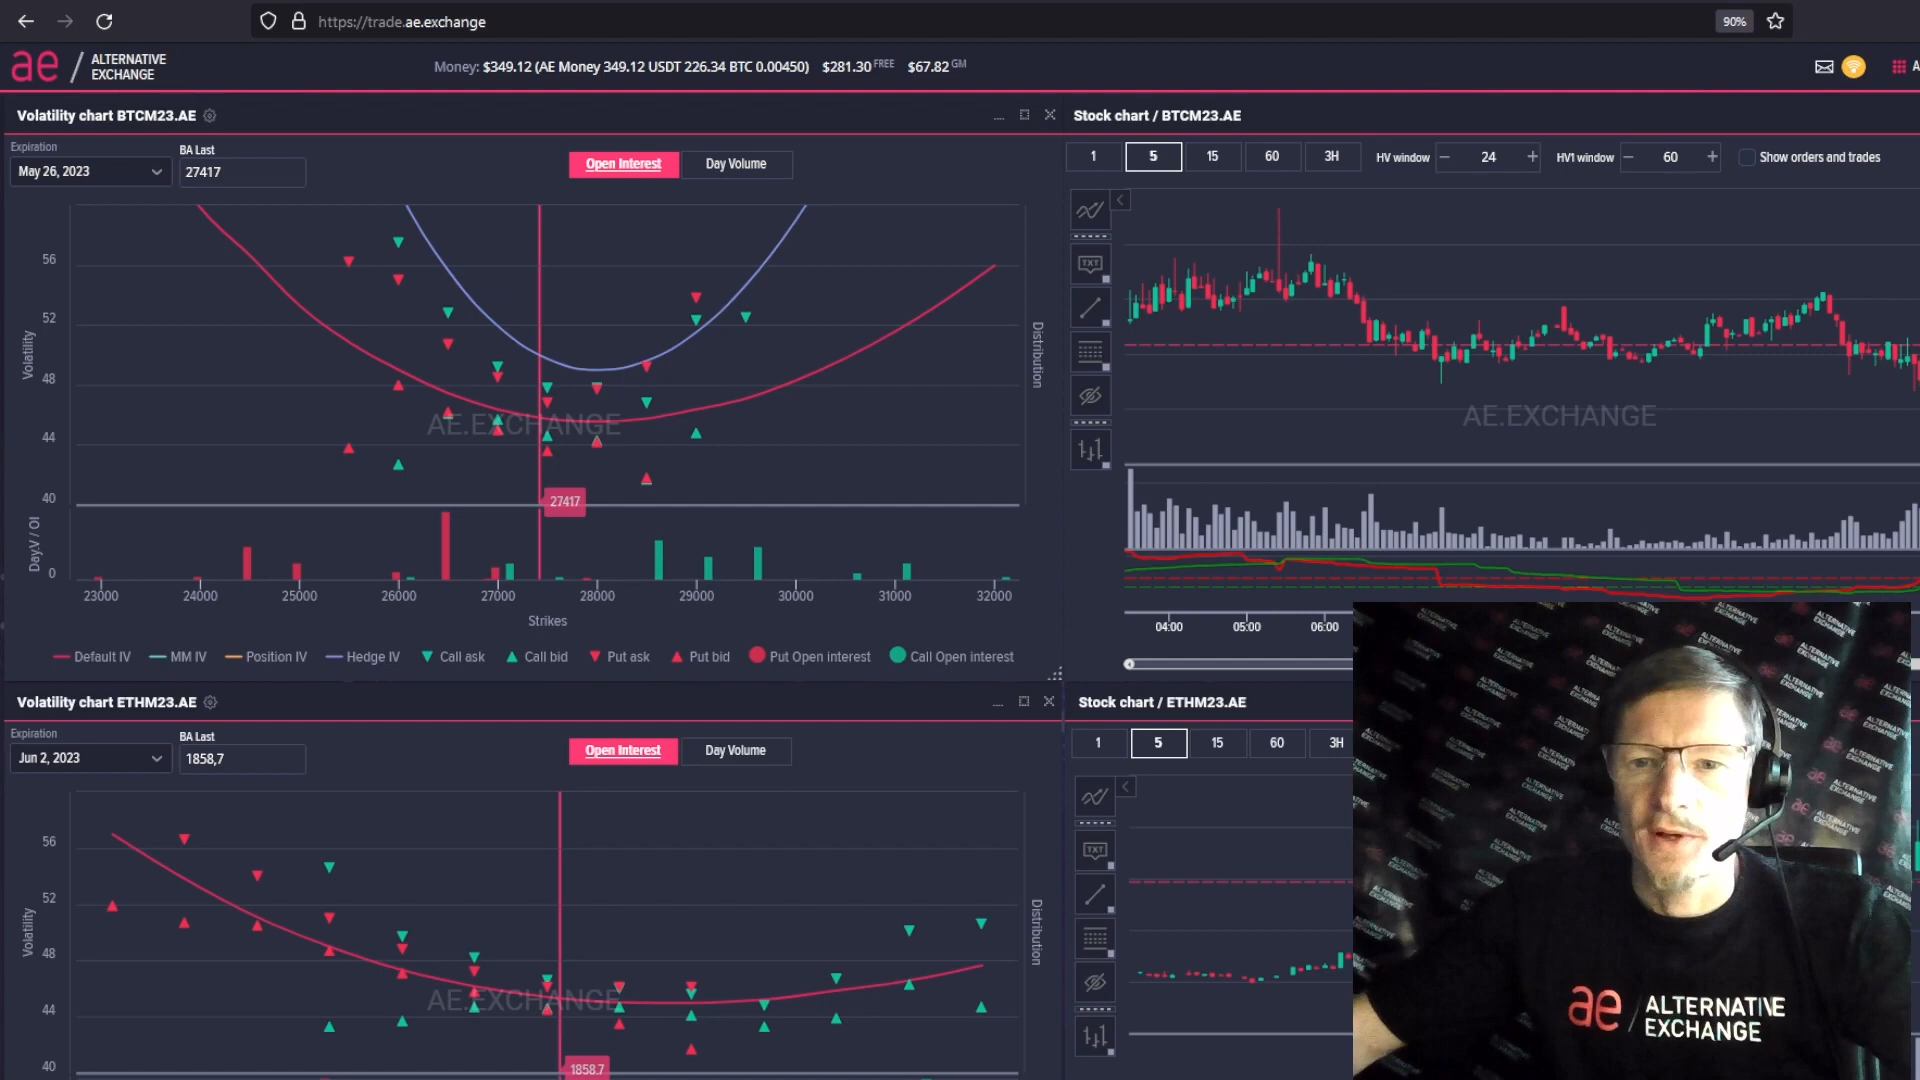 https://trade.ae.exchange
90%
ae / ALTERNATIVE
EXCHANGE
Money: $349.12 (AE Money 349.12 USDT 226.34 BTC 0.00450) $281.30 FREE $67.82 GM
A
Volatility chart BTCM23.AE
Expiration
BA Last
May 26, 2023
27417
Open Interest
Day Volume
56
52
48
44
40
0
Volatility
Day.V / OI
Distribution
AE.EXCHANGE
27417
23000 24000 25000 26000 27000 28000 29000 30000 31000 32000
Strikes
Default IV MM IV Position IV Hedge IV Call ask Call bid Put ask Put bid Put Open interest Call Open interest
Stock chart / BTCM23.AE
1 5 15 60 3H HV window − 24 + HV1 window − 60 + Show orders and trades
TXT
AE.EXCHANGE
04:00 05:00 06:00
Volatility chart ETHM23.AE
Expiration
BA Last
Jun 2, 2023
1858,7
Open Interest
Day Volume
56
52
48
44
40
Volatility
Distribution
AE.EXCHANGE
1858.7
Stock chart / ETHM23.AE
1 5 15 60 3H
TXT
ae / ALTERNATIVE
EXCHANGE